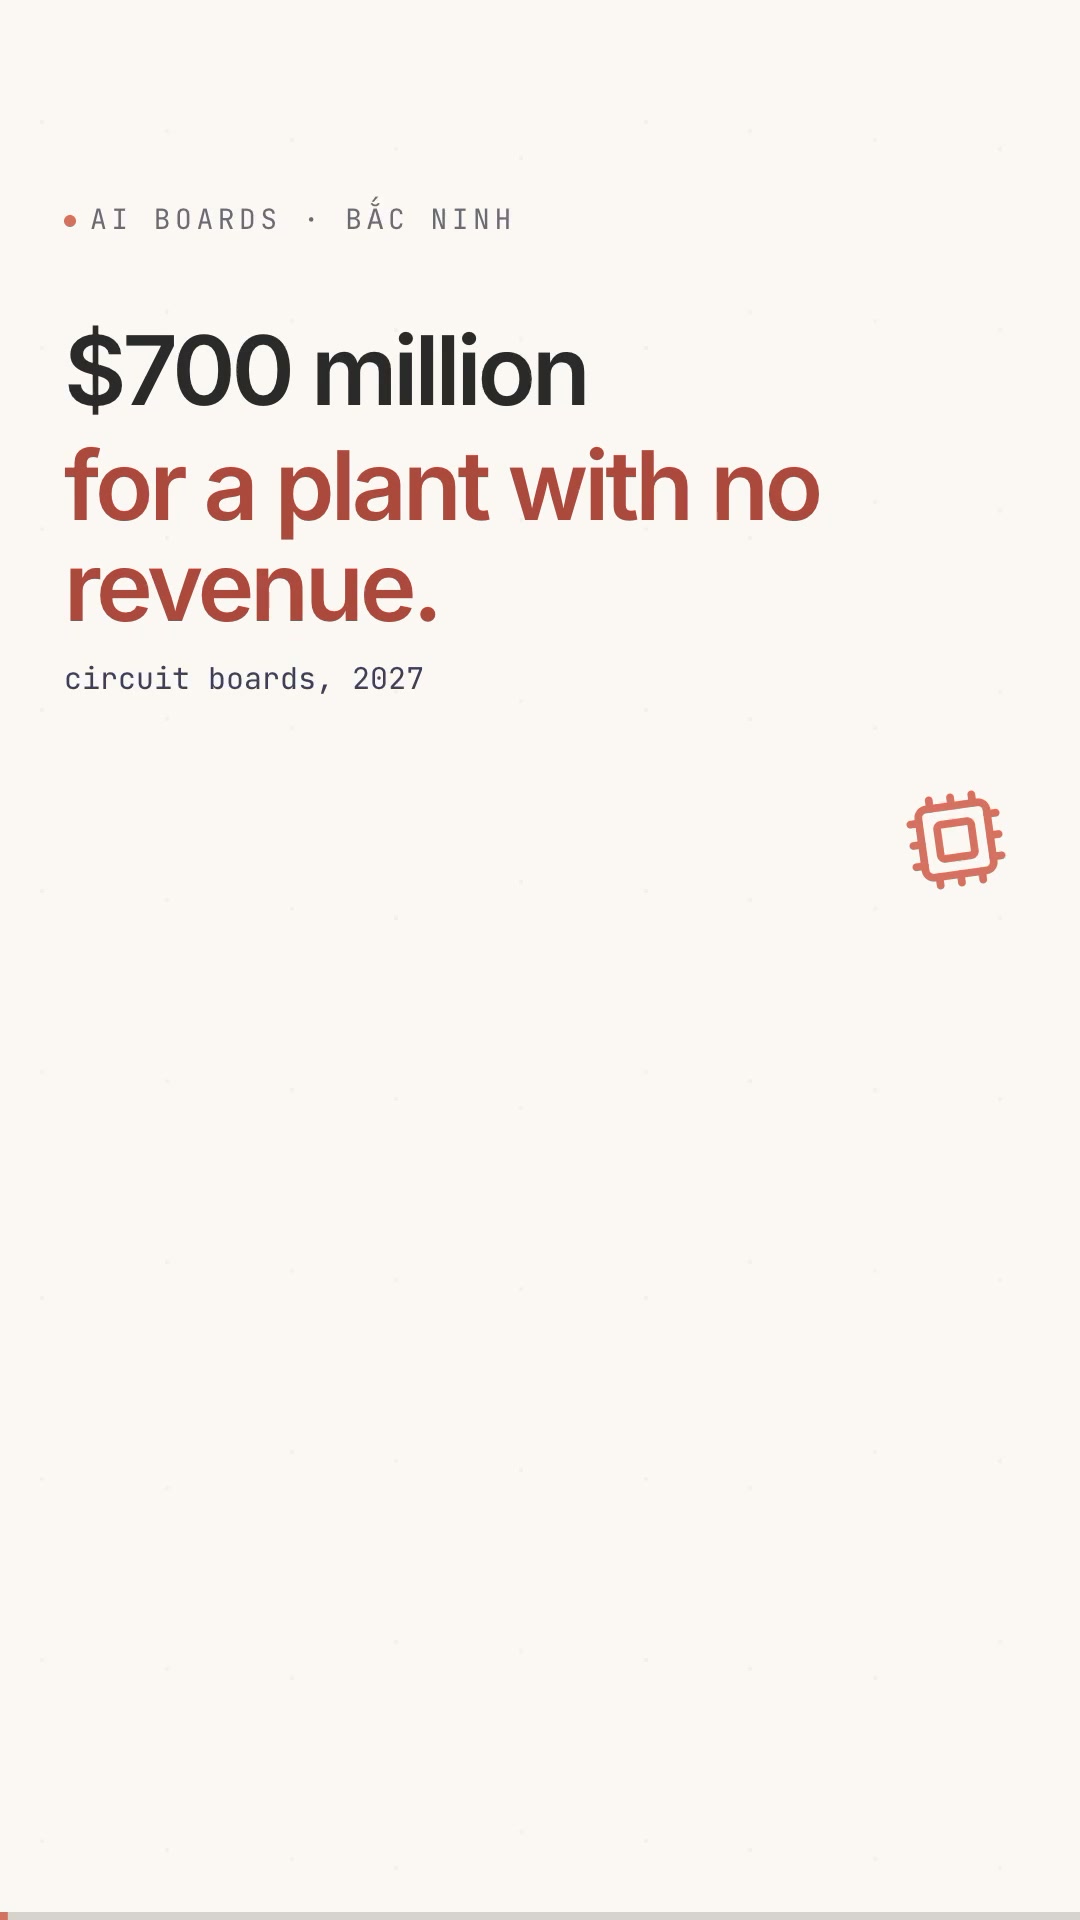 AI BOARDS · BẮC NINH
$700 million
for a plant with no
revenue.
circuit boards, 2027